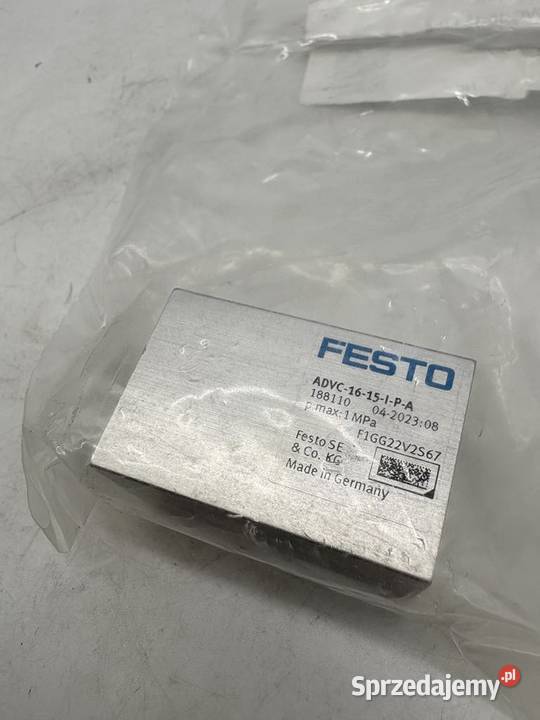 FESTO
ADVC-16-15-I-P-A
188110 04-2023:08
p max: 1 MPa
F1GG22V2S67
Festo SE
& Co. KG
Made in Germany
Sprzedajemy.pl